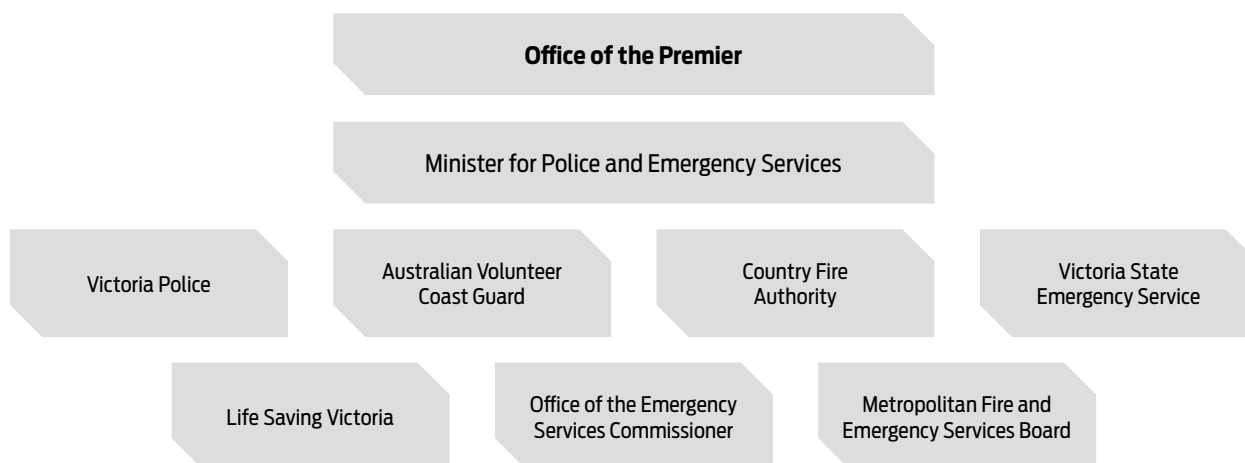 Office of the Premier
Minister for Police and Emergency Services
Victoria Police
Australian Volunteer
Coast Guard
Country Fire
Authority
Victoria State
Emergency Service
Life Saving Victoria
Office of the Emergency
Services Commissioner
Metropolitan Fire and
Emergency Services Board